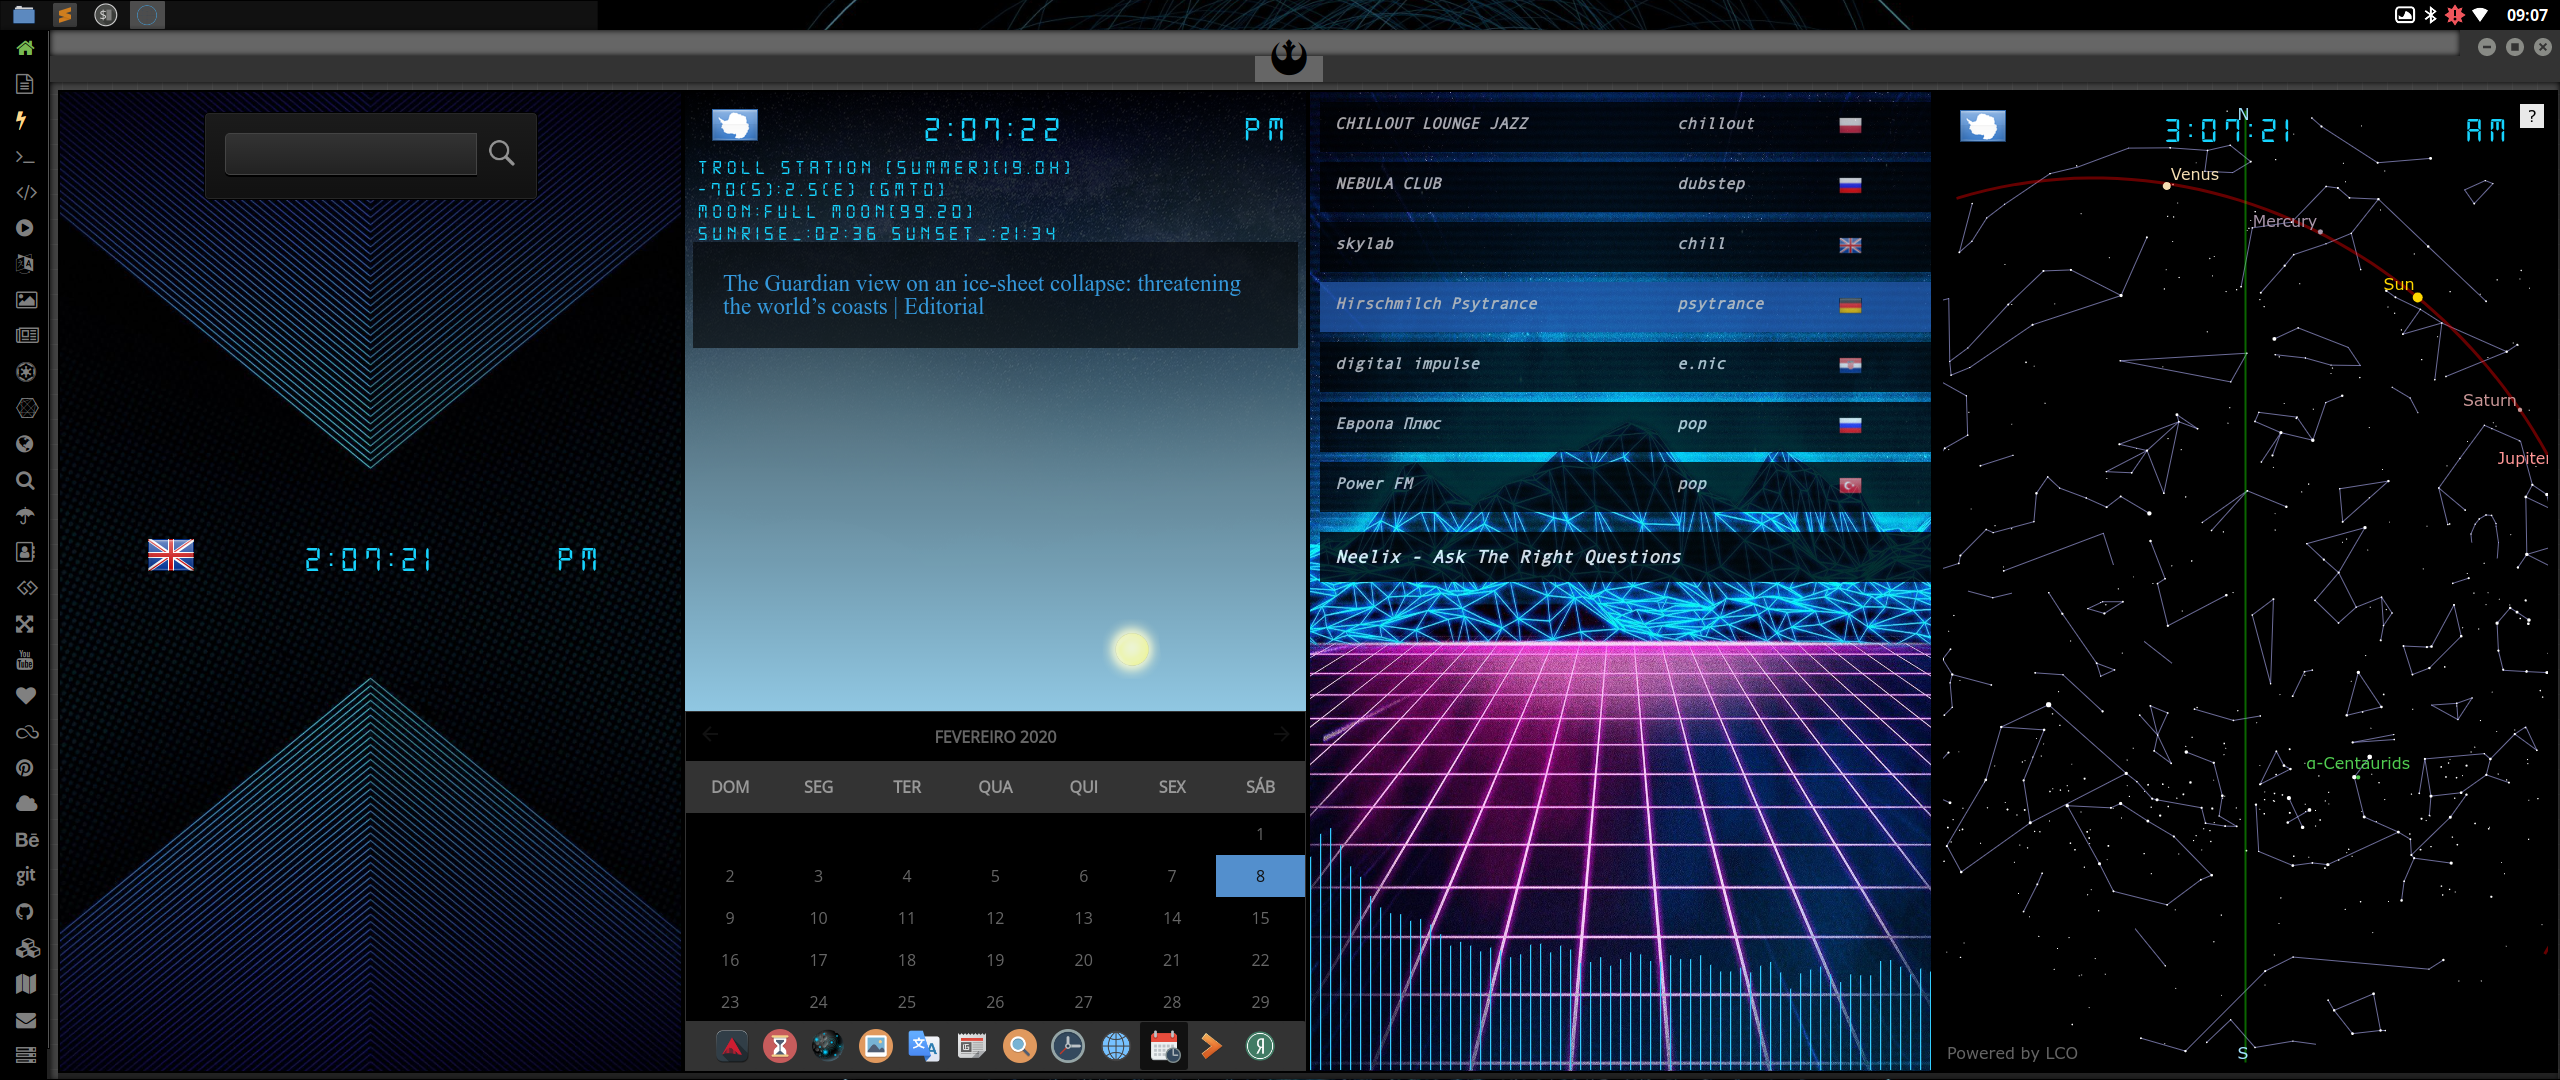 09:07
2:07:21 PM
You
Tube
Bē
git
2:07:22 PM
TROLL STATION [SUMMER][19.0H]
-70(S):2.5(E) [GMT0]
MOON:FULL MOON[99.20]
SUNRISE_:02:36 SUNSET_:21:34
The Guardian view on an ice-sheet collapse: threatening
the world’s coasts | Editorial
FEVEREIRO 2020
DOM SEG TER QUA QUI SEX SÁB
1
2 3 4 5 6 7 8
9 10 11 12 13 14 15
16 17 18 19 20 21 22
23 24 25 26 27 28 29
CHILLOUT LOUNGE JAZZ chillout
NEBULA CLUB dubstep
skylab chill
Hirschmilch Psytrance psytrance
digital impulse e.nic
Европа Плюс pop
Power FM pop
Neelix - Ask The Right Questions
N
?
3:07:21 AM
Venus
Mercury
Sun
Saturn
Jupiter
α-Centaurids
Powered by LCO
S